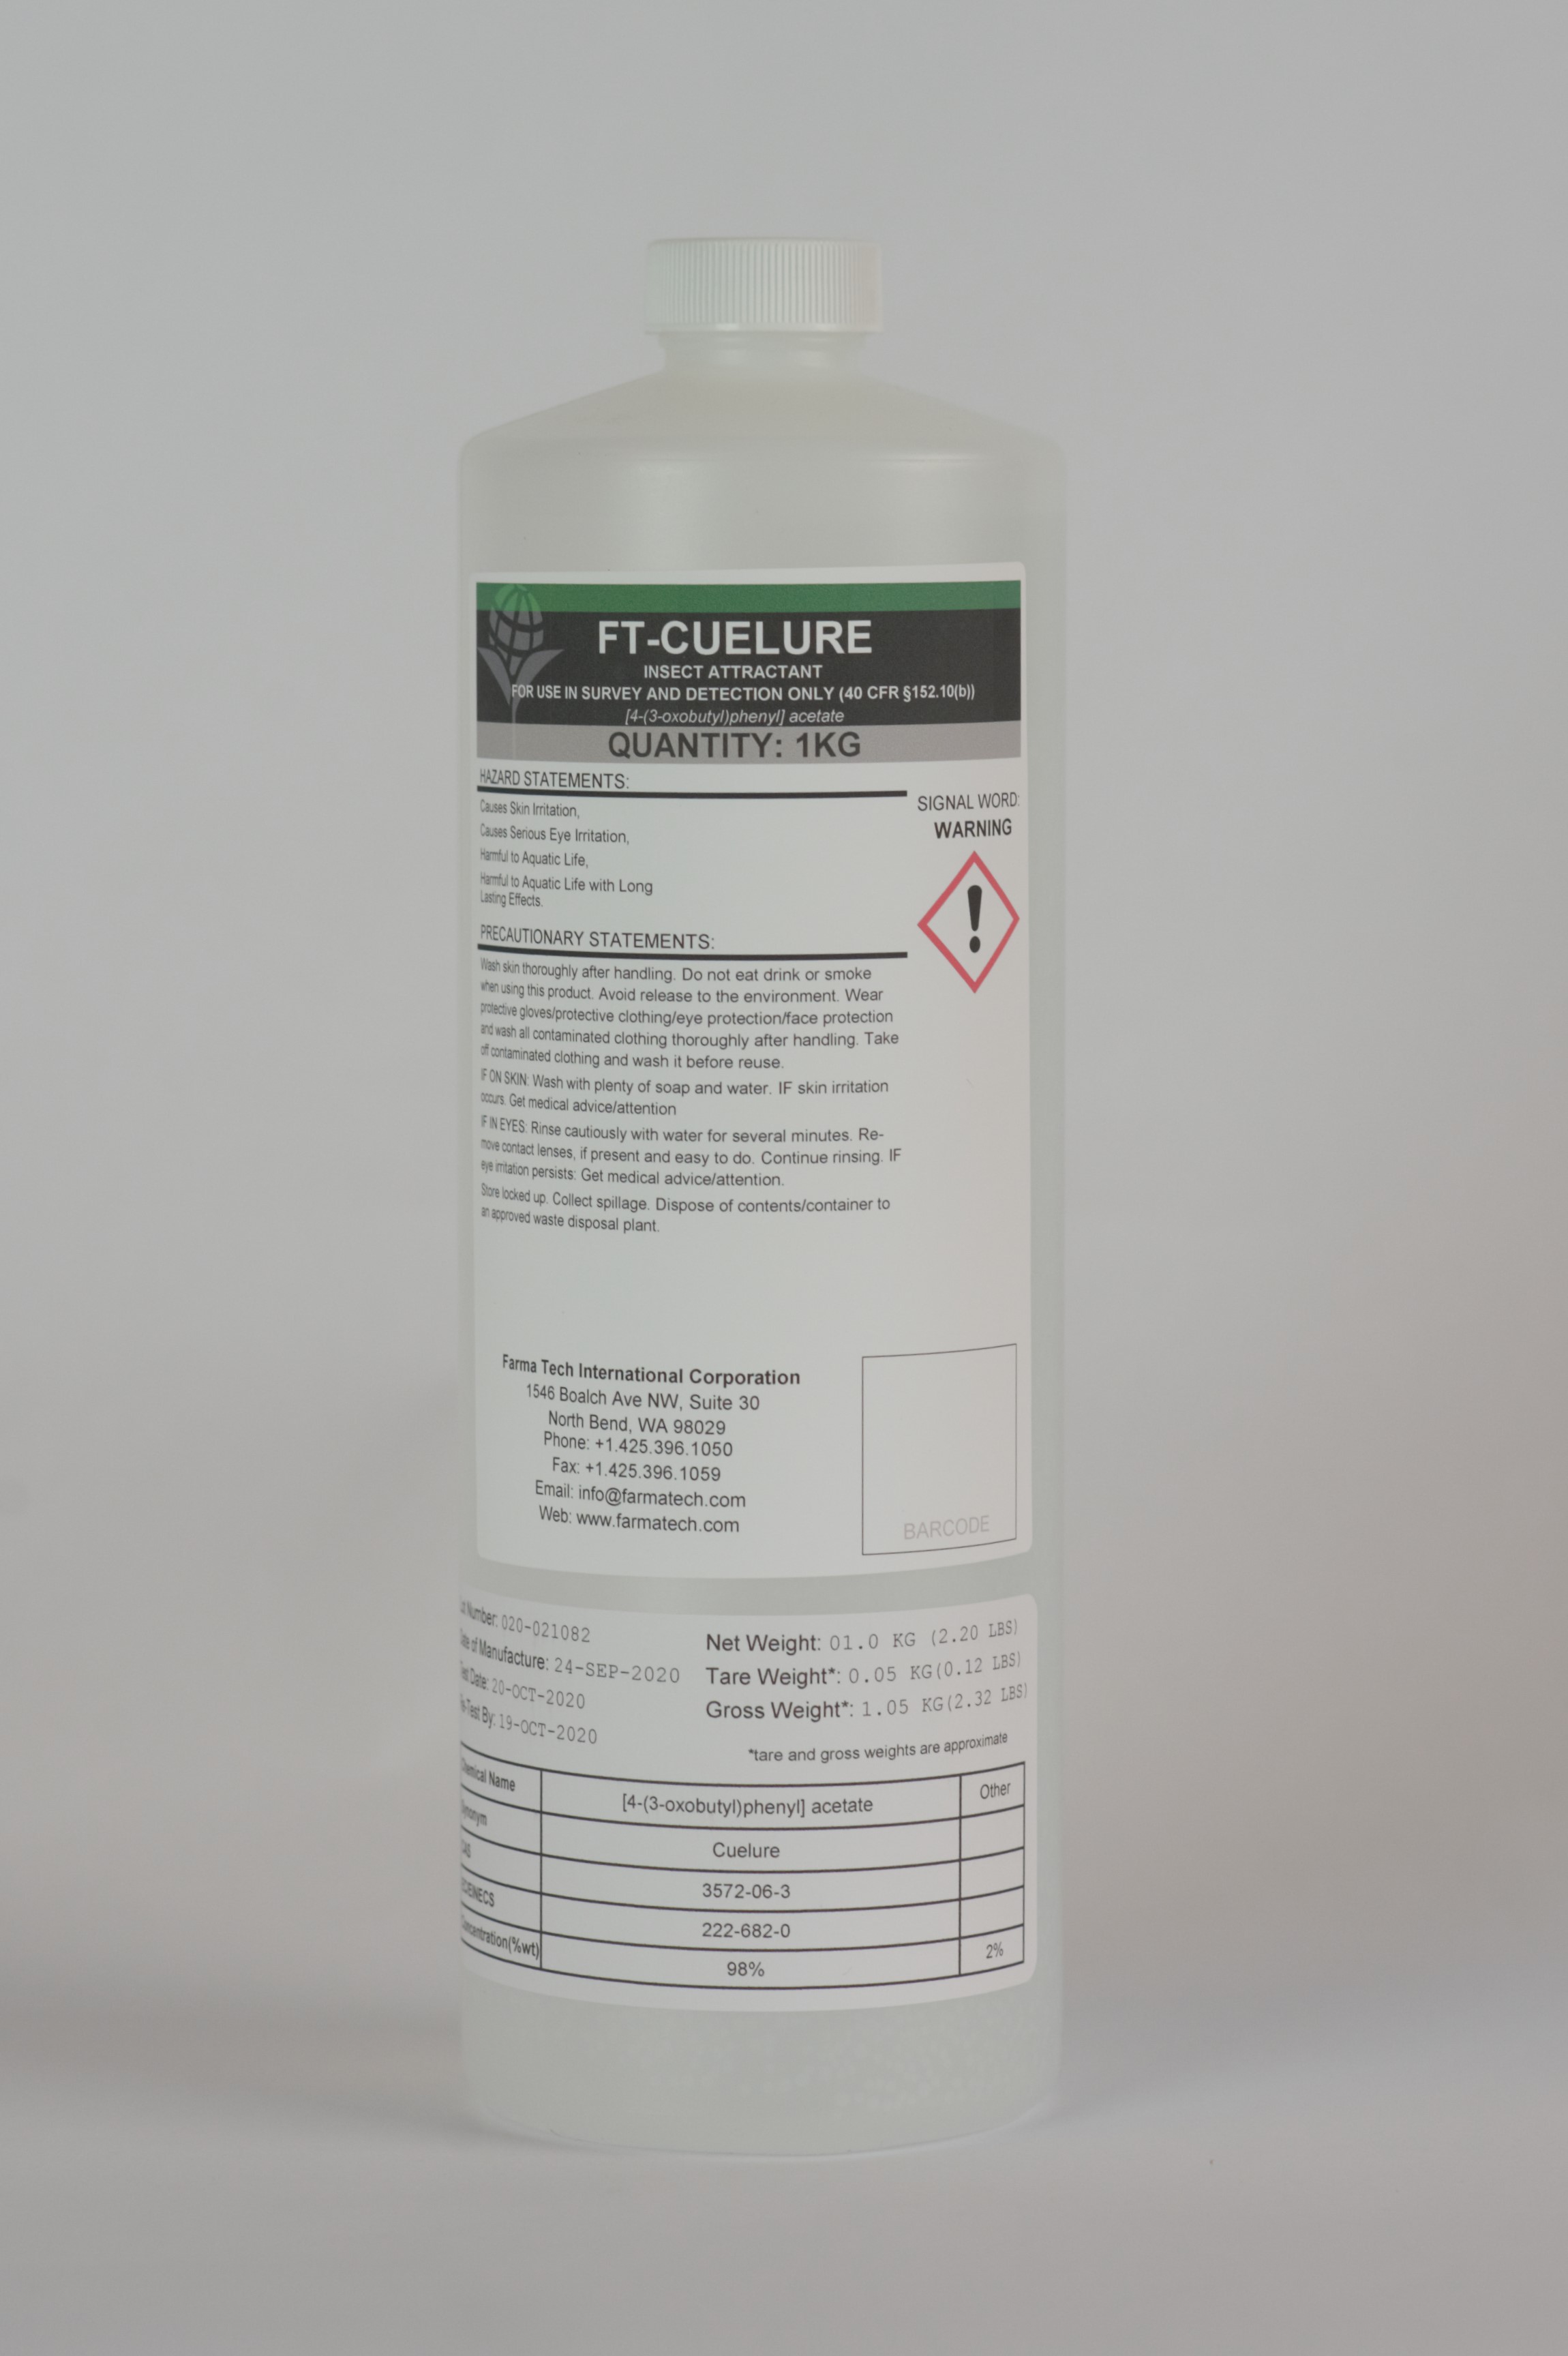 FT-CUELURE
INSECT ATTRACTANT
FOR USE IN SURVEY AND DETECTION ONLY (40 CFR §152.10(b))
[4-(3-oxobutyl)phenyl] acetate
QUANTITY: 1KG
HAZARD STATEMENTS:
Causes Skin Irritation,
Causes Serious Eye Irritation,
Harmful to Aquatic Life,
Harmful to Aquatic Life with Long
Lasting Effects.
SIGNAL WORD:
WARNING
PRECAUTIONARY STATEMENTS:
Wash skin thoroughly after handling. Do not eat drink or smoke
when using this product. Avoid release to the environment. Wear
protective gloves/protective clothing/eye protection/face protection
and wash all contaminated clothing thoroughly after handling. Take
off contaminated clothing and wash it before reuse.
IF ON SKIN: Wash with plenty of soap and water. IF skin irritation
occurs. Get medical advice/attention
IF IN EYES: Rinse cautiously with water for several minutes. Re-
move contact lenses, if present and easy to do. Continue rinsing. IF
eye irritation persists: Get medical advice/attention.
Store locked up. Collect spillage. Dispose of contents/container to
an approved waste disposal plant.
Farma Tech International Corporation
1546 Boalch Ave NW, Suite 30
North Bend, WA 98029
Phone: +1.425.396.1050
Fax: +1.425.396.1059
Email: info@farmatech.com
Web: www.farmatech.com
BARCODE
Number: 020-021082
of Manufacture: 24-SEP-2020
Date: 20-OCT-2020
By: 19-OCT-2020
Net Weight: 01.0 KG (2.20 LBS)
Tare Weight*: 0.05 KG(0.12 LBS)
Gross Weight*: 1.05 KG(2.32 LBS)
*tare and gross weights are approximate
Name [4-(3-oxobutyl)phenyl] acetate Other
Cuelure
3572-06-3
222-682-0
98% 2%